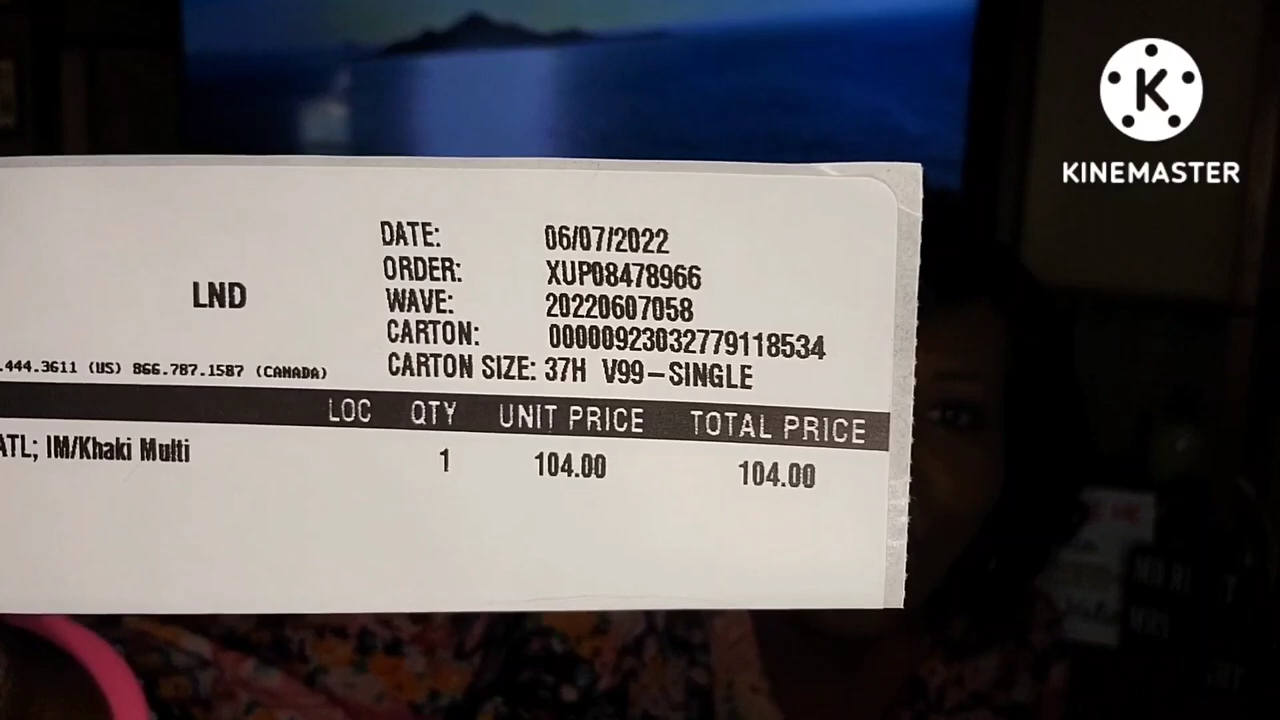 K
KINEMASTER
DATE: 06/07/2022
ORDER: XUP08478966
LND
WAVE: 20220607058
CARTON: 00000923032779118534
.444.3611 (US) 866.787.1587 (CANADA)
CARTON SIZE: 37H V99-SINGLE
LOC QTY UNIT PRICE TOTAL PRICE
ATL; IM/Khaki Multi 1 104.00 104.00